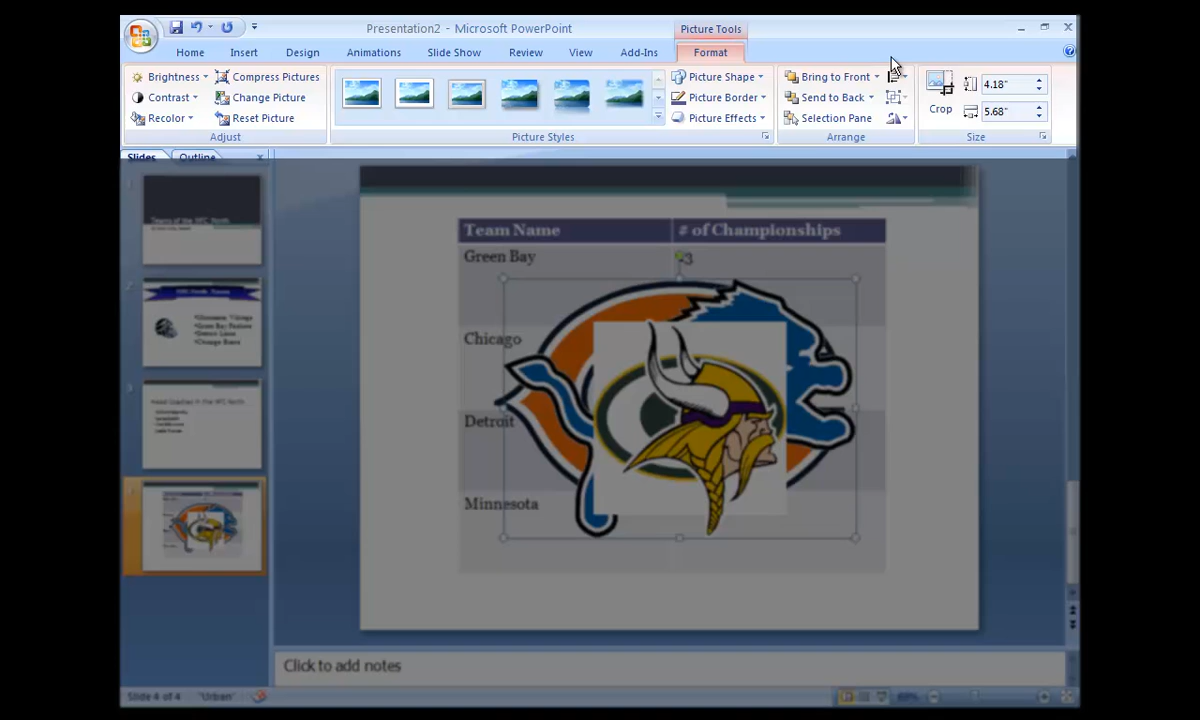 Presentation2 - Microsoft PowerPoint
Picture Tools
Home Insert Design Animations Slide Show Review View Add-Ins Format
Brightness Compress Pictures Picture Shape Bring to Front 4.18"
Contrast Change Picture Picture Border Send to Back Crop 5.68"
Recolor Reset Picture Picture Effects Selection Pane
Adjust Picture Styles Arrange Size
Slides Outline
Team Name # of Championships
Green Bay 3
Chicago
Detroit
Minnesota
Click to add notes
Slide 4 of 4 "Urban"